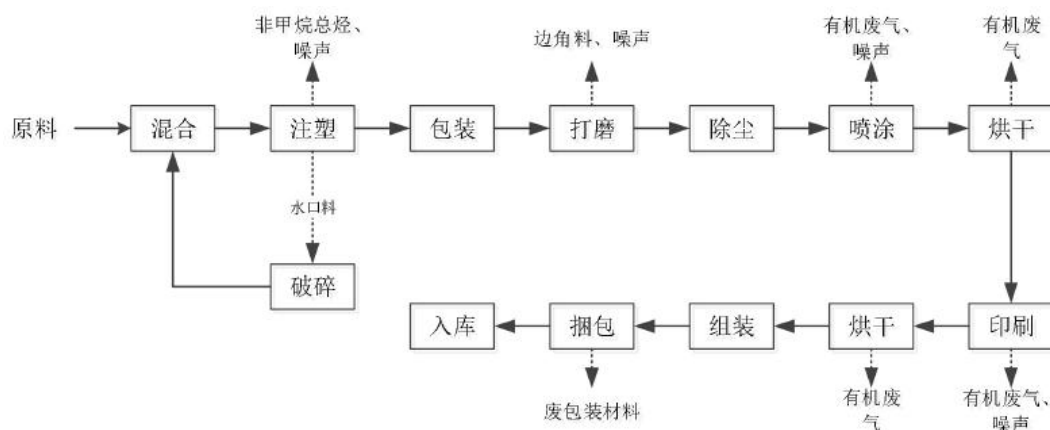 非甲烷总烃、
噪声
边角料、噪声
有机废气、
噪声
有机废
气
原料
混合
注塑
包装
打磨
除尘
喷涂
烘干
水口料
破碎
入库
捆包
组装
烘干
印刷
废包装材料
有机废
气
有机废气、
噪声